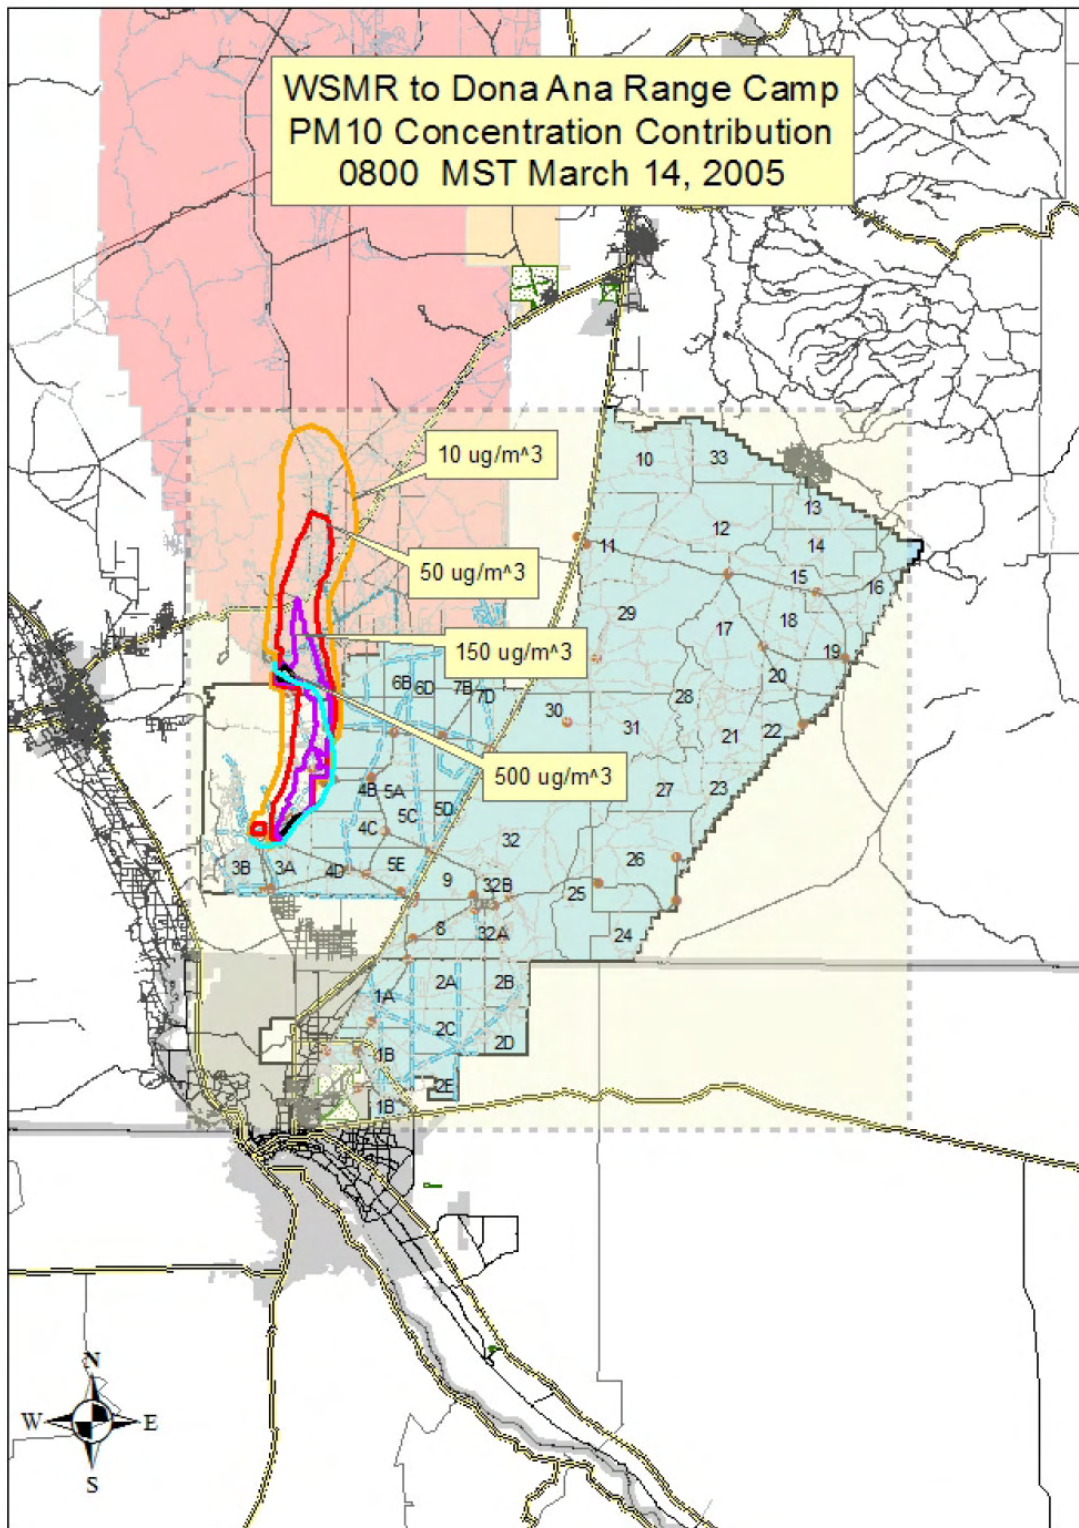 WSMR to Dona Ana Range Camp
PM10 Concentration Contribution
0800 MST March 14, 2005
10 ug/m^3
10
33
13
12
11
14
50 ug/m^3
15
16
29
17
18
150 ug/m^3
19
20
6B
6D
7B
7D
28
30
31
21
22
500 ug/m^3
4B
5A
27
23
5C
5D
4C
32
26
3B
3A
4D
5E
9
32B
25
8
32A
24
2A
2B
1A
2C
2D
1B
2E
1B
N
W
E
S